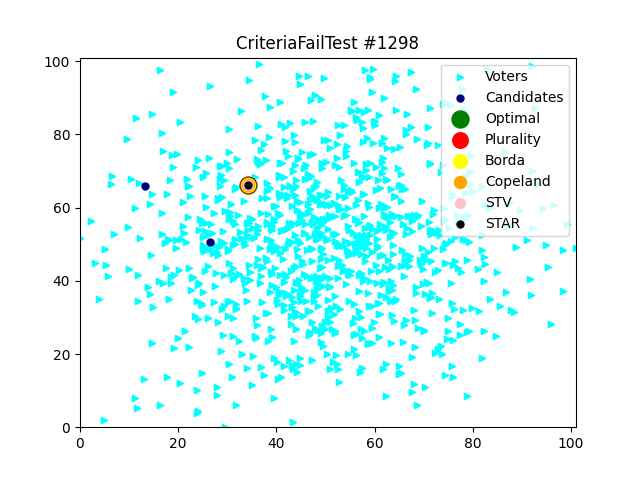 CriteriaFailTest #1298
100
80
60
40
20
0
0
20
40
60
80
100
Voters
Candidates
Optimal
Plurality
Borda
Copeland
STV
STAR